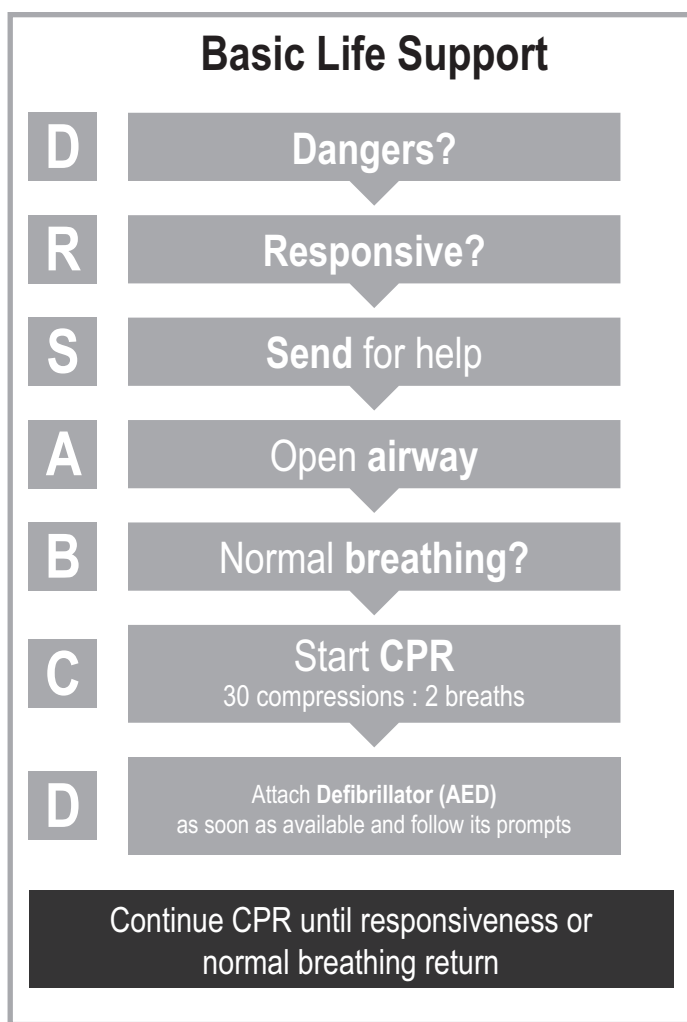 Basic Life Support
D
Dangers?
R
Responsive?
S
Send for help
A
Open airway
B
Normal breathing?
C
Start CPR
30 compressions : 2 breaths
D
Attach Defibrillator (AED)
as soon as available and follow its prompts
Continue CPR until responsiveness or
normal breathing return